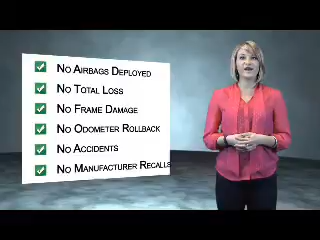 No Airbags Deployed
No Total Loss
No Frame Damage
No Odometer Rollback
No Accidents
No Manufacturer Recalls